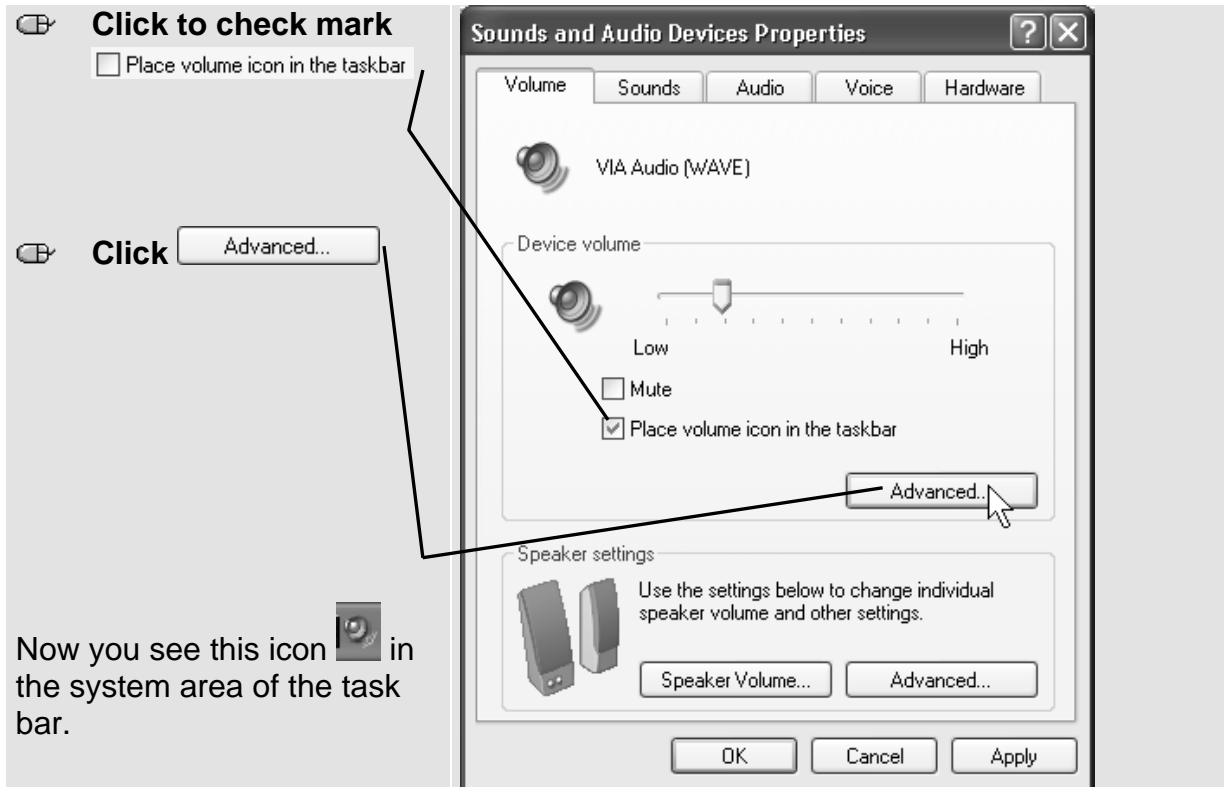 Click to check mark
Place volume icon in the taskbar
Click Advanced...
Now you see this icon in
the system area of the task
bar.
Sounds and Audio Devices Properties
Volume Sounds Audio Voice Hardware
VIA Audio (WAVE)
Device volume
Low High
Mute
Place volume icon in the taskbar
Advanced...
Speaker settings
Use the settings below to change individual
speaker volume and other settings.
Speaker Volume... Advanced...
OK Cancel Apply